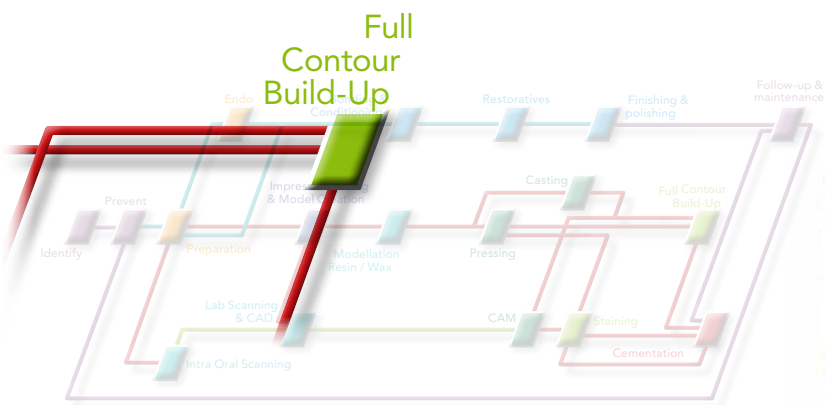 Full
Contour
Build-Up
Endo
Conditioning
Restoratives
Finishing &
polishing
Follow-up &
maintenance
Prevent
& Model Creation
Casting
Full Contour
Build-Up
Identify
Preparation
Modellation
Resin / Wax
Pressing
Lab Scanning
& CAD
CAM
Staining
Intra Oral Scanning
Cementation